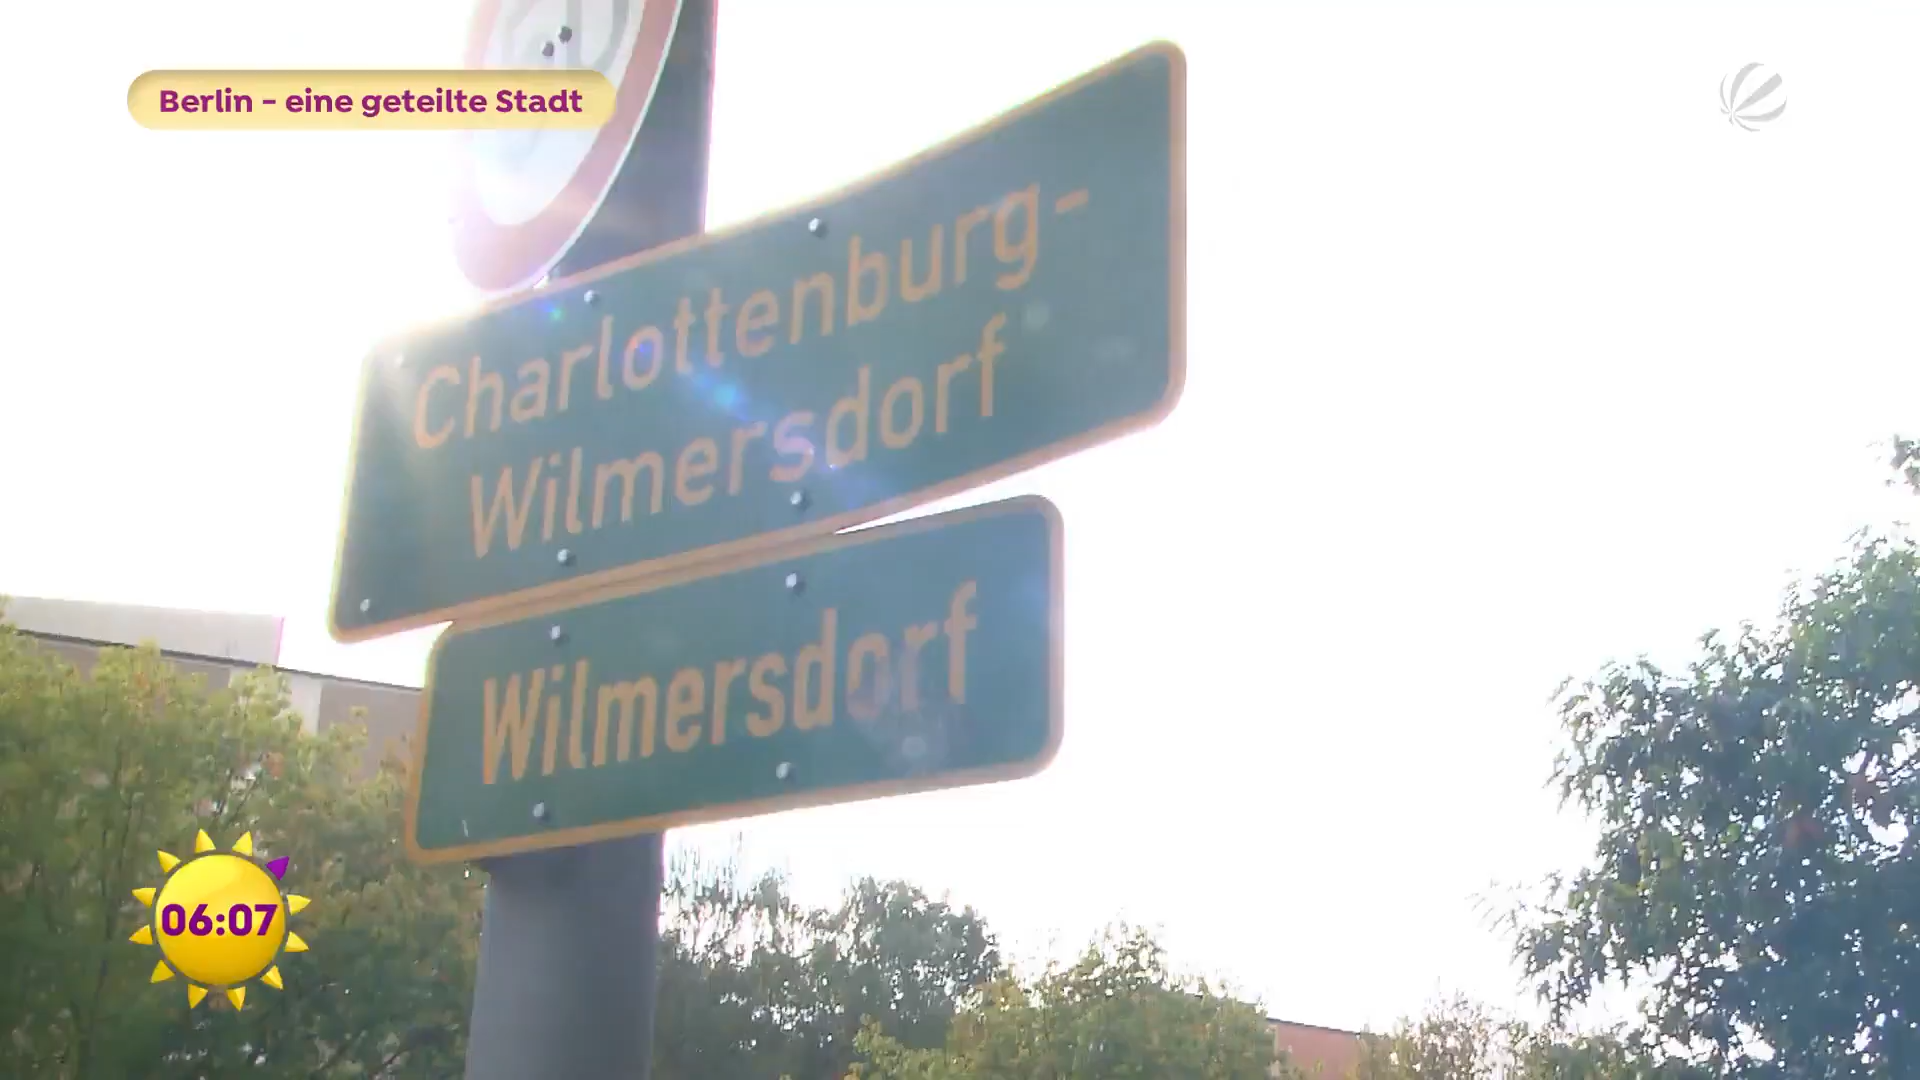 Berlin - eine geteilte Stadt
Charlottenburg-
Wilmersdorf
Wilmersdorf
06:07